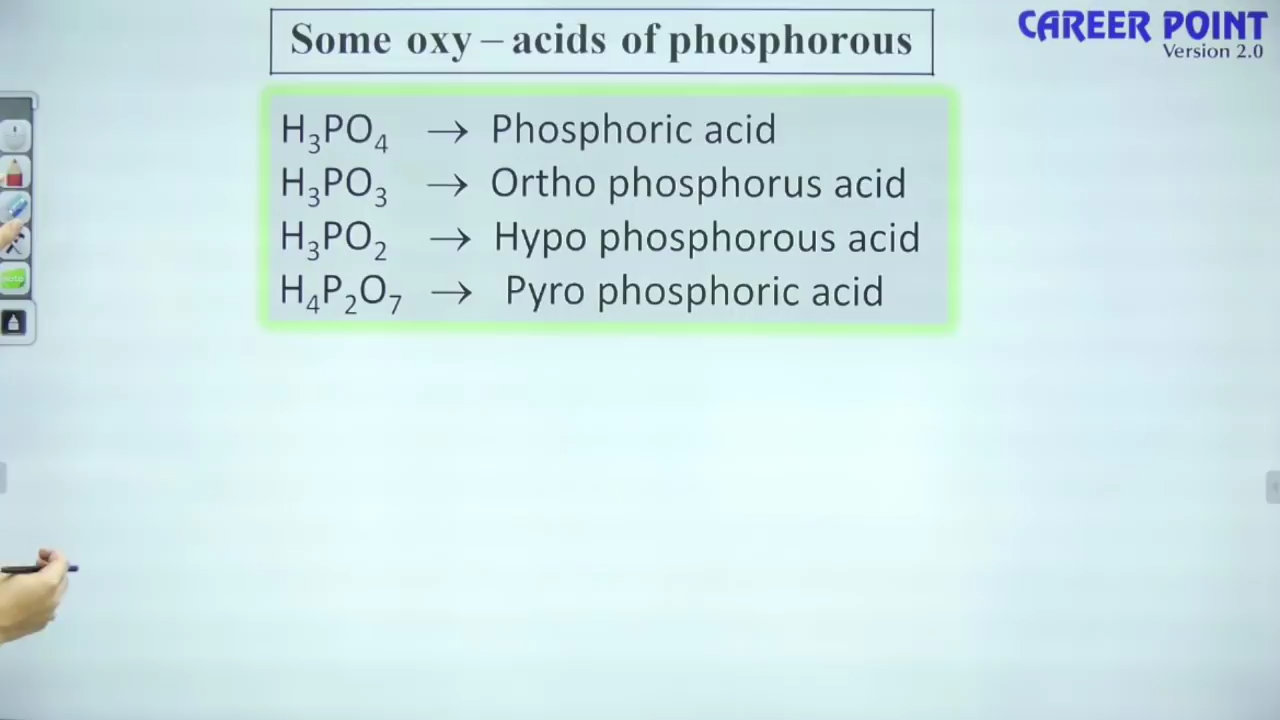 Some oxy – acids of phosphorous
CAREER POINT
Version 2.0
H₃PO₄ → Phosphoric acid
H₃PO₃ → Ortho phosphorus acid
H₃PO₂ → Hypo phosphorous acid
H₄P₂O₇ → Pyro phosphoric acid